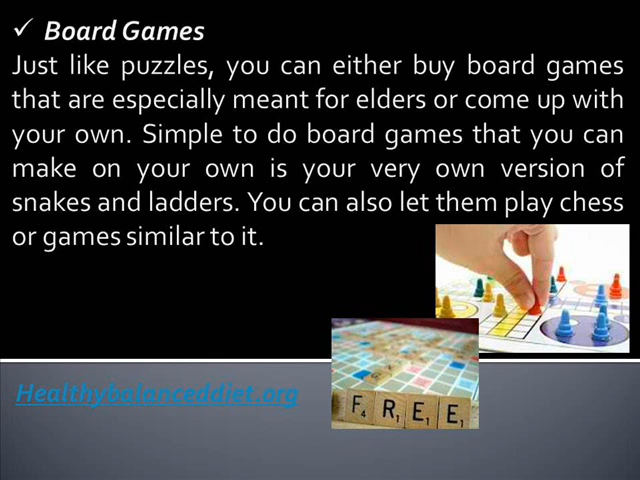 ✓ Board Games
Just like puzzles, you can either buy board games
that are especially meant for elders or come up with
your own. Simple to do board games that you can
make on your own is your very own version of
snakes and ladders. You can also let them play chess
or games similar to it.
Healthybalanceddiet.org
F4 R1 E1 E1